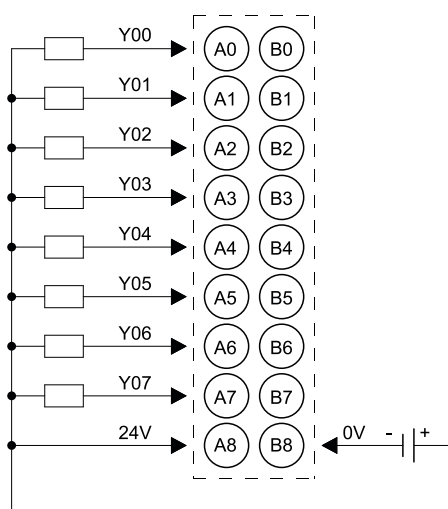 Y00 A0 B0
Y01 A1 B1
Y02 A2 B2
Y03 A3 B3
Y04 A4 B4
Y05 A5 B5
Y06 A6 B6
Y07 A7 B7
24V A8 B8 0V - +